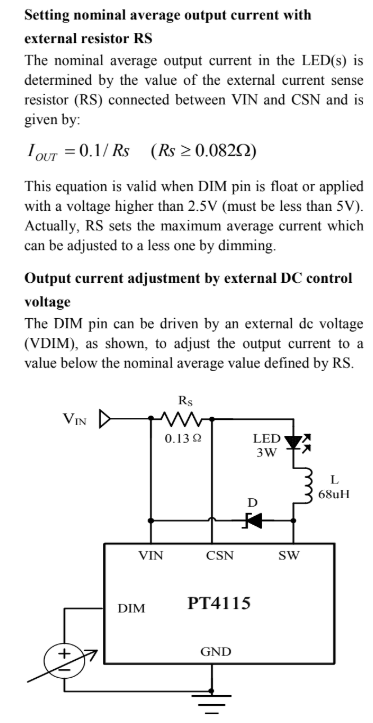 Setting nominal average output current with
external resistor RS
The nominal average output current in the LED(s) is
determined by the value of the external current sense
resistor (RS) connected between VIN and CSN and is
given by:
I_OUT = 0.1/ Rs (Rs ≥ 0.082Ω)
This equation is valid when DIM pin is float or applied
with a voltage higher than 2.5V (must be less than 5V).
Actually, RS sets the maximum average current which
can be adjusted to a less one by dimming.
Output current adjustment by external DC control
voltage
The DIM pin can be driven by an external dc voltage
(VDIM), as shown, to adjust the output current to a
value below the nominal average value defined by RS.
RS
VIN
0.13 Ω
LED
3W
L
68uH
D
VIN CSN SW
DIM
PT4115
GND